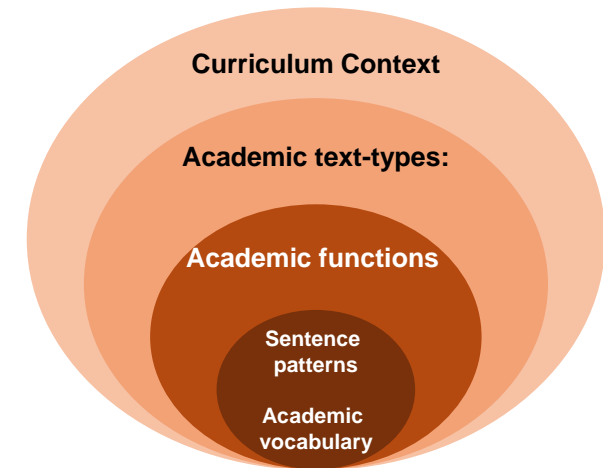 Curriculum Context
Academic text-types:
Academic functions
Sentence
patterns
Academic
vocabulary